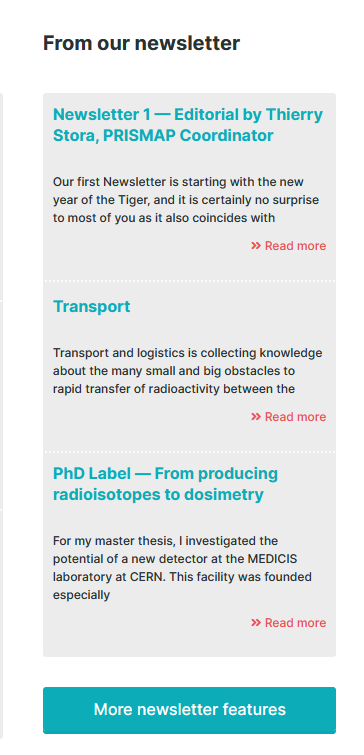 From our newsletter
Newsletter 1 — Editorial by Thierry
Stora, PRISMAP Coordinator
Our first Newsletter is starting with the new
year of the Tiger, and it is certainly no surprise
to most of you as it also coincides with
» Read more
Transport
Transport and logistics is collecting knowledge
about the many small and big obstacles to
rapid transfer of radioactivity between the
» Read more
PhD Label — From producing
radioisotopes to dosimetry
For my master thesis, I investigated the
potential of a new detector at the MEDICIS
laboratory at CERN. This facility was founded
especially
» Read more
More newsletter features